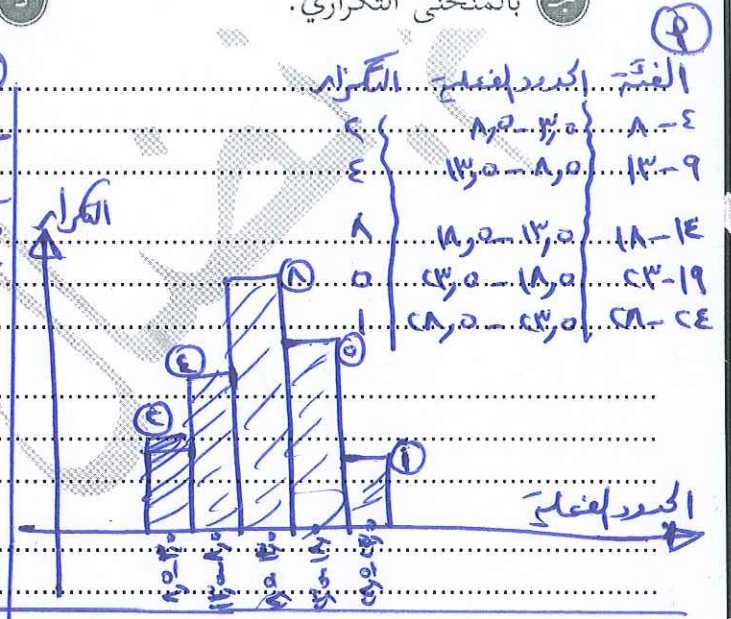 جـ بالمنحنى التكراري.
أ
الفئة الحدود الفعلية التكرار
٤-٨ ٣,٥-٨,٥ ٢
٩-١٣ ٨,٥-١٣,٥ ٤
١٤-١٨ ١٣,٥-١٨,٥ ٨
١٩-٢٣ ١٨,٥-٢٣,٥ ٥
٢٤-٢٨ ٢٣,٥-٢٨,٥ ١
التكرار
٨
٥
٤
٢
١
الحدود الفعلية